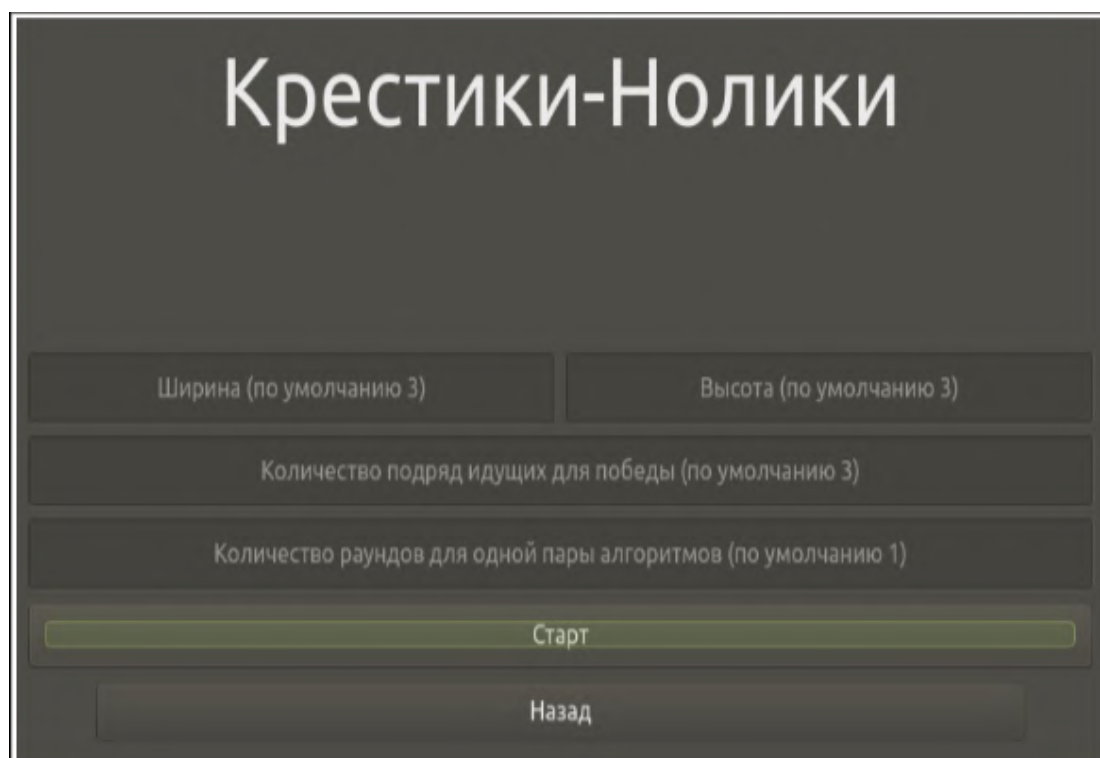 Крестики-Нолики
Ширина (по умолчанию 3)
Высота (по умолчанию 3)
Количество подряд идущих для победы (по умолчанию 3)
Количество раундов для одной пары алгоритмов (по умолчанию 1)
Старт
Назад